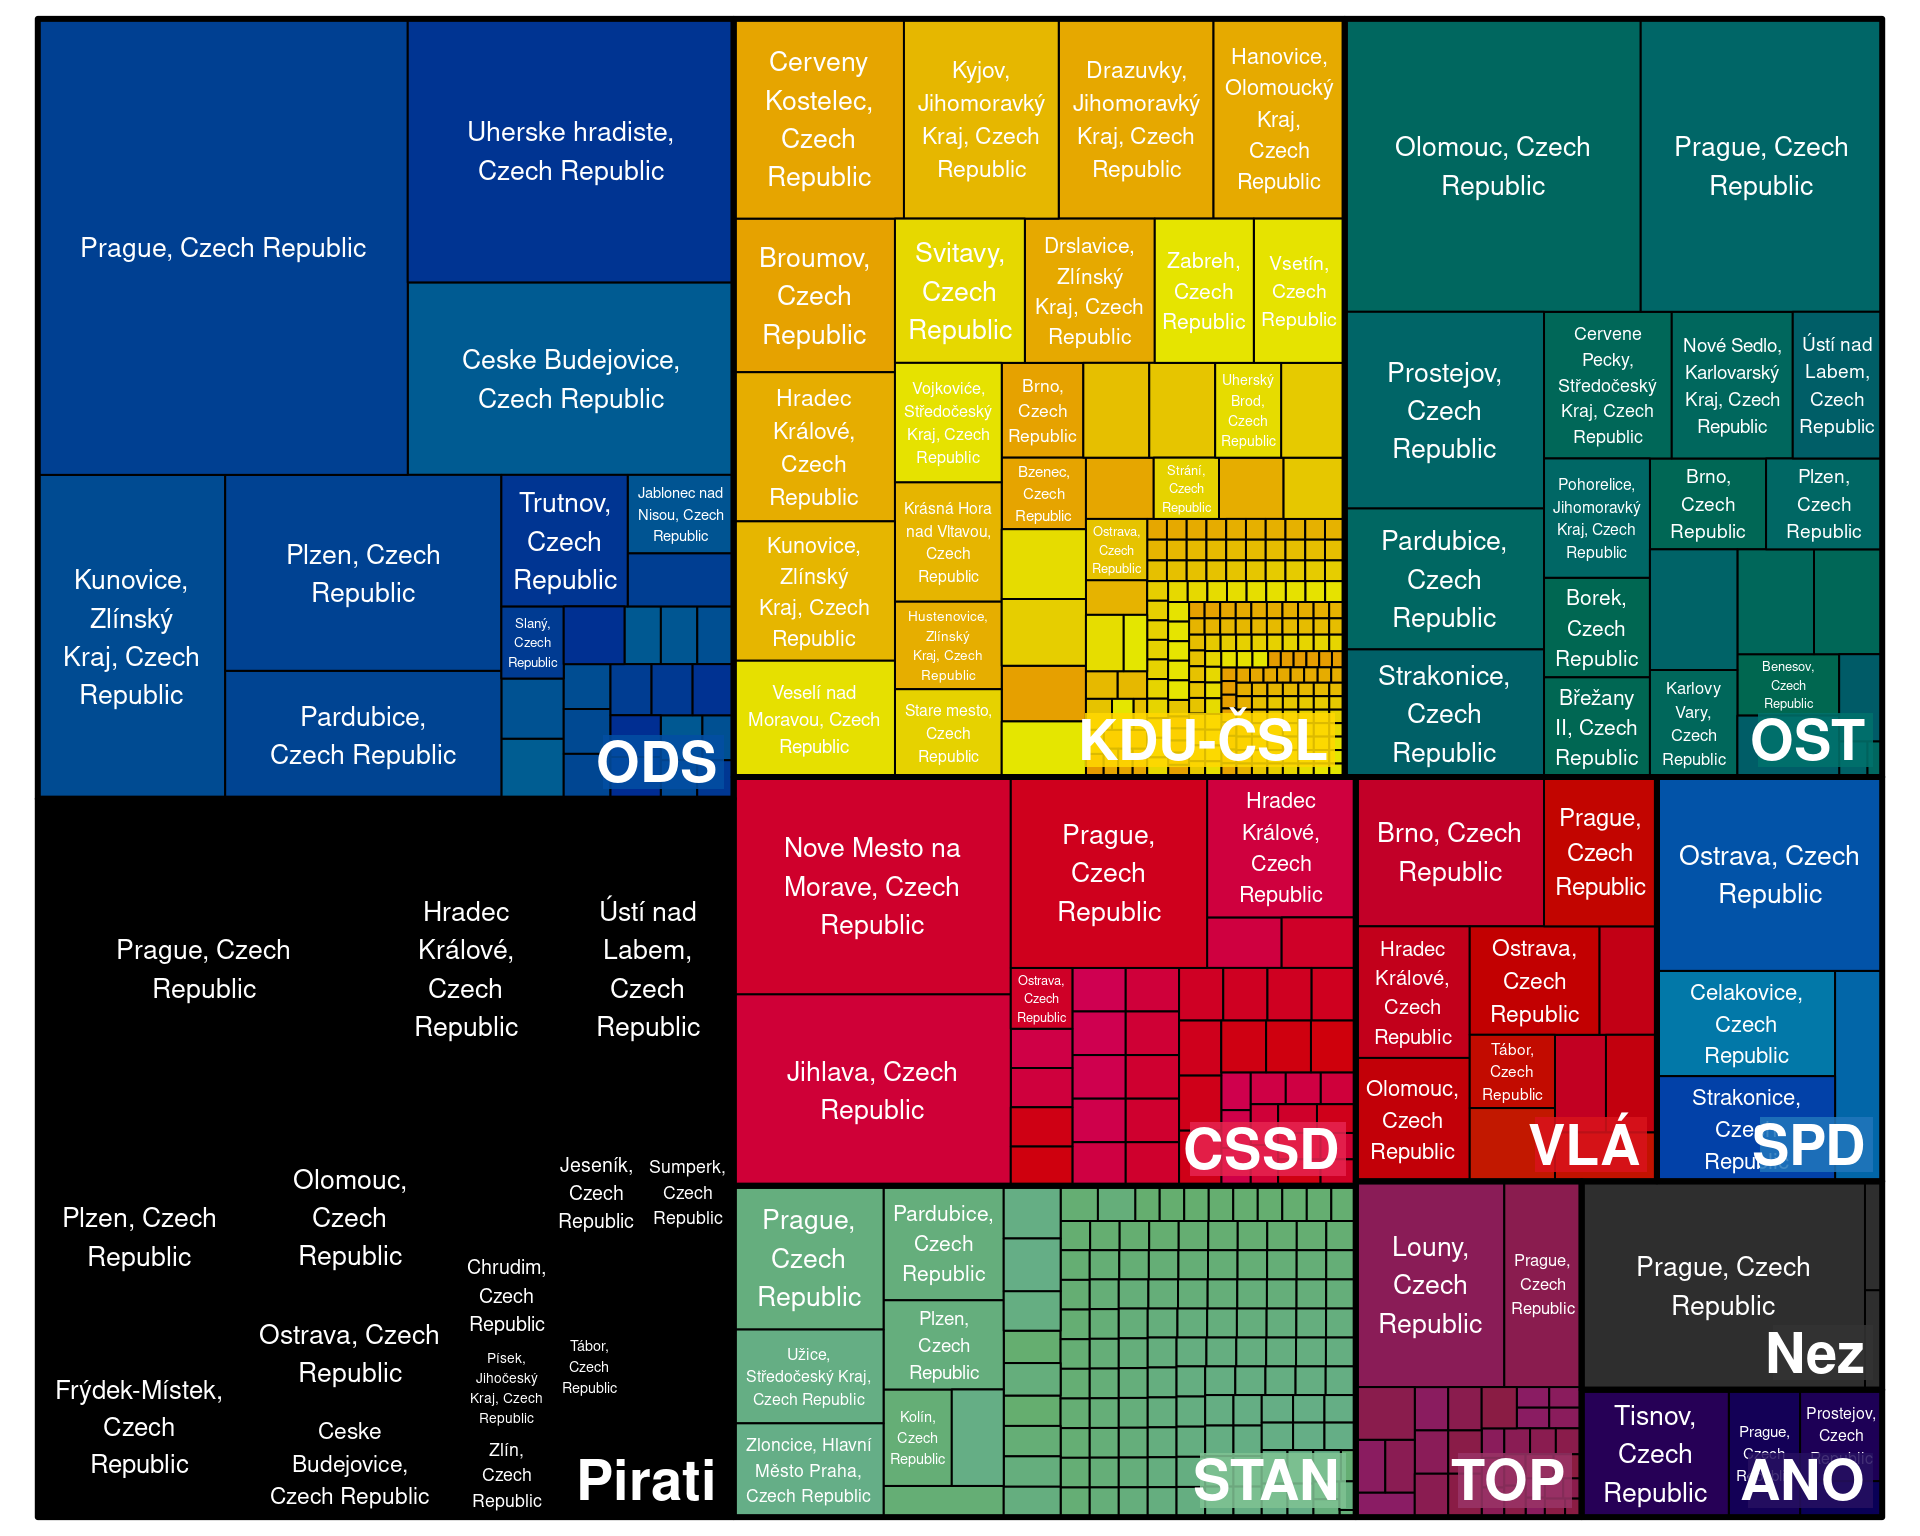 Prague, Czech Republic
Uherske hradiste,
Czech Republic
Ceske Budejovice,
Czech Republic
Kunovice,
Zlínský
Kraj, Czech
Republic
Plzen, Czech
Republic
Pardubice,
Czech Republic
Trutnov,
Czech
Republic
Jablonec nad
Nisou, Czech
Republic
Slaný,
Czech
Republic
ODS
Cerveny
Kostelec,
Czech
Republic
Kyjov,
Jihomoravký
Kraj, Czech
Republic
Drazuvky,
Jihomoravký
Kraj, Czech
Republic
Hanovice,
Olomoucký
Kraj,
Czech
Republic
Broumov,
Czech
Republic
Svitavy,
Czech
Republic
Drslavice,
Zlínský
Kraj, Czech
Republic
Zabreh,
Czech
Republic
Vsetín,
Czech
Republic
Hradec
Králové,
Czech
Republic
Vojkoviće,
Středočeský
Kraj, Czech
Republic
Brno,
Czech
Republic
Uherský
Brod,
Czech
Republic
Bzenec,
Czech
Republic
Strání,
Czech
Republic
Krásná Hora
nad Vltavou,
Czech
Republic
Ostrava,
Czech
Republic
Kunovice,
Zlínský
Kraj, Czech
Republic
Hustenovice,
Zlínský
Kraj, Czech
Republic
Veselí nad
Moravou, Czech
Republic
Stare mesto,
Czech
Republic
KDU-ČSL
Olomouc, Czech
Republic
Prague, Czech
Republic
Prostejov,
Czech
Republic
Cervene
Pecky,
Středočeský
Kraj, Czech
Republic
Nové Sedlo,
Karlovarský
Kraj, Czech
Republic
Ústí nad
Labem,
Czech
Republic
Pardubice,
Czech
Republic
Pohorelice,
Jihomoravký
Kraj, Czech
Republic
Brno,
Czech
Republic
Plzen,
Czech
Republic
Borek,
Czech
Republic
Strakonice,
Czech
Republic
Břežany
II, Czech
Republic
Karlovy
Vary,
Czech
Republic
Benesov,
Czech
Republic
OST
Prague, Czech
Republic
Hradec
Králové,
Czech
Republic
Ústí nad
Labem,
Czech
Republic
Plzen, Czech
Republic
Olomouc,
Czech
Republic
Jeseník,
Czech
Republic
Sumperk,
Czech
Republic
Chrudim,
Czech
Republic
Ostrava, Czech
Republic
Frýdek-Místek,
Czech
Republic
Písek,
Jihočeský
Kraj, Czech
Republic
Tábor,
Czech
Republic
Ceske
Budejovice,
Czech Republic
Zlín,
Czech
Republic
Pirati
Nove Mesto na
Morave, Czech
Republic
Prague,
Czech
Republic
Hradec
Králové,
Czech
Republic
Ostrava,
Czech
Republic
Jihlava, Czech
Republic
CSSD
Brno, Czech
Republic
Prague,
Czech
Republic
Hradec
Králové,
Czech
Republic
Ostrava,
Czech
Republic
Olomouc,
Czech
Republic
Tábor,
Czech
Republic
VLÁ
Ostrava, Czech
Republic
Celakovice,
Czech
Republic
Strakonice,
Czech
Republic
SPD
Prague,
Czech
Republic
Pardubice,
Czech
Republic
Užice,
Středočeský Kraj,
Czech Republic
Plzen,
Czech
Republic
Kolín,
Czech
Republic
Zloncice, Hlavní
Město Praha,
Czech Republic
STAN
Louny,
Czech
Republic
Prague,
Czech
Republic
TOP
Prague, Czech
Republic
Nez
Tisnov,
Czech
Republic
Prague,
Czech
Prostejov,
Czech
Republic
ANO